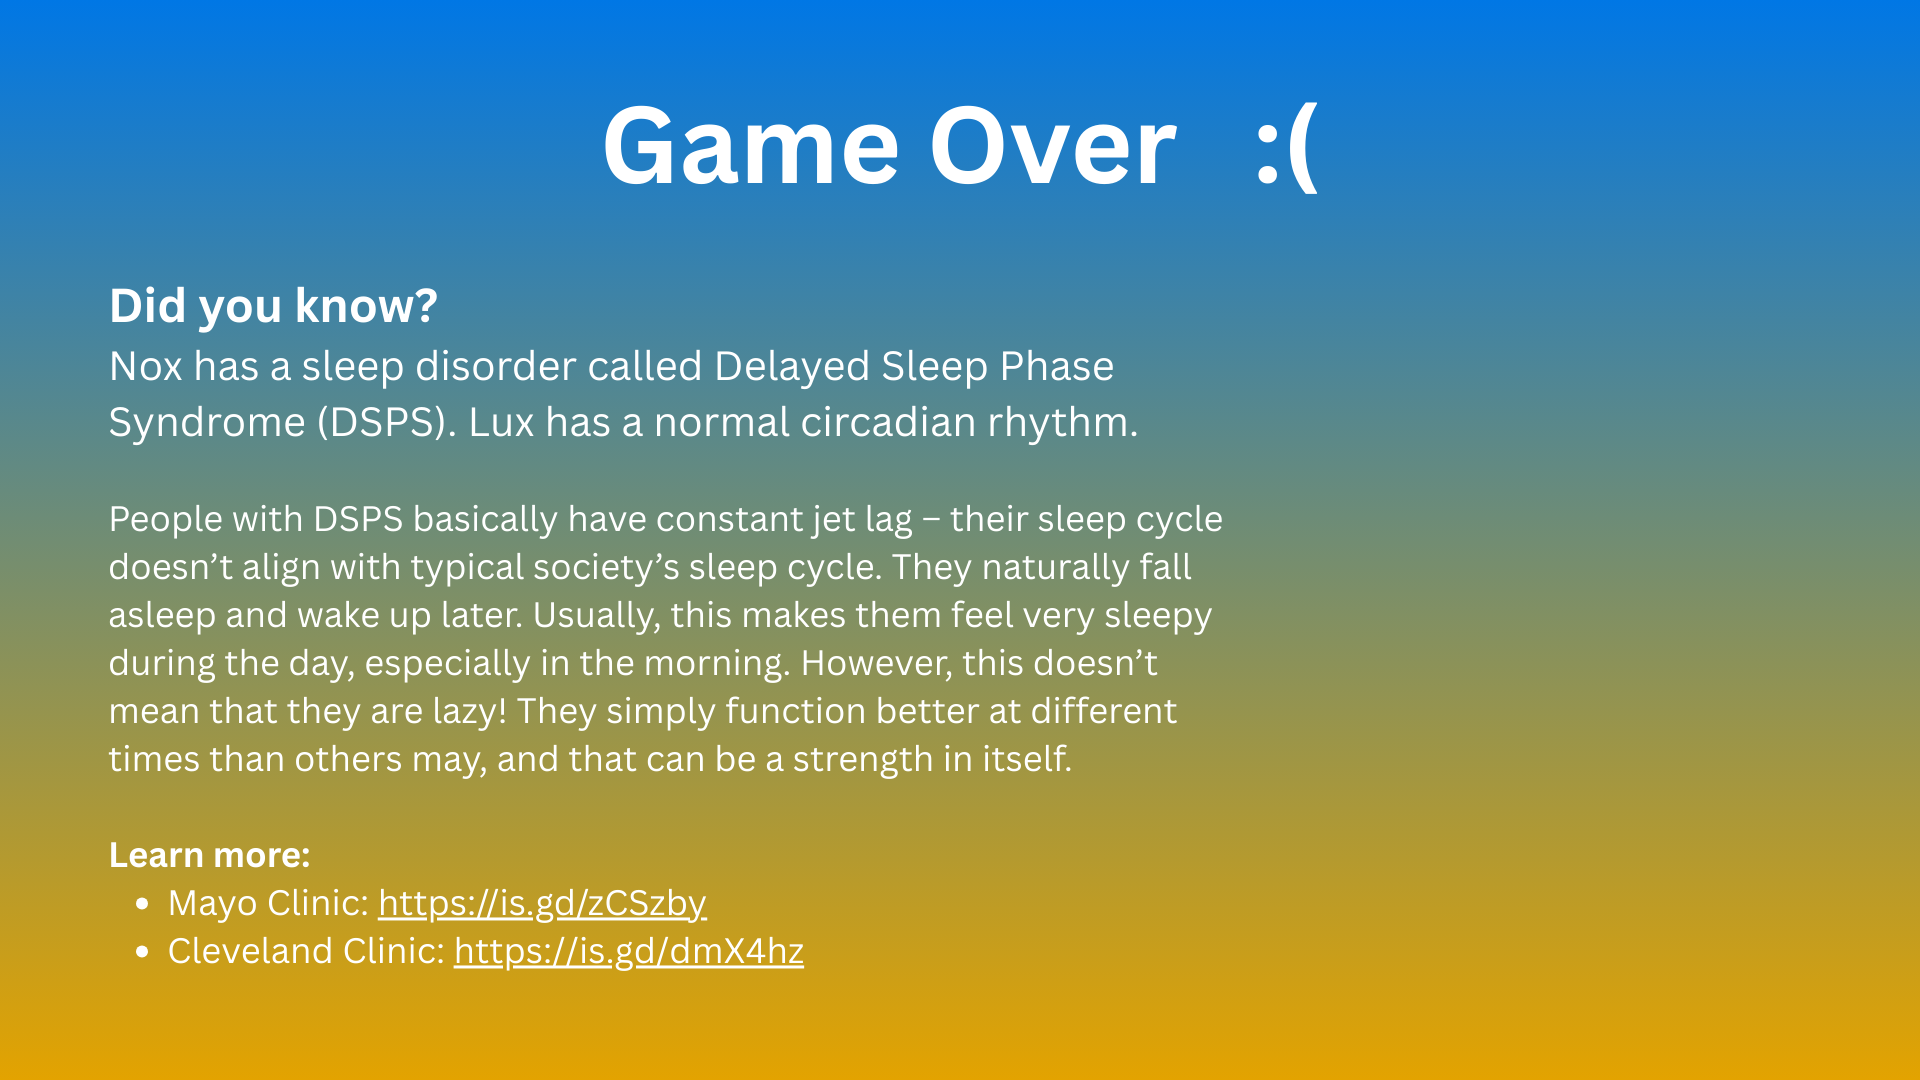 Game Over :(
Did you know?
Nox has a sleep disorder called Delayed Sleep Phase
Syndrome (DSPS). Lux has a normal circadian rhythm.
People with DSPS basically have constant jet lag – their sleep cycle
doesn’t align with typical society’s sleep cycle. They naturally fall
asleep and wake up later. Usually, this makes them feel very sleepy
during the day, especially in the morning. However, this doesn’t
mean that they are lazy! They simply function better at different
times than others may, and that can be a strength in itself.
Learn more:
• Mayo Clinic: https://is.gd/zCSzby
• Cleveland Clinic: https://is.gd/dmX4hz